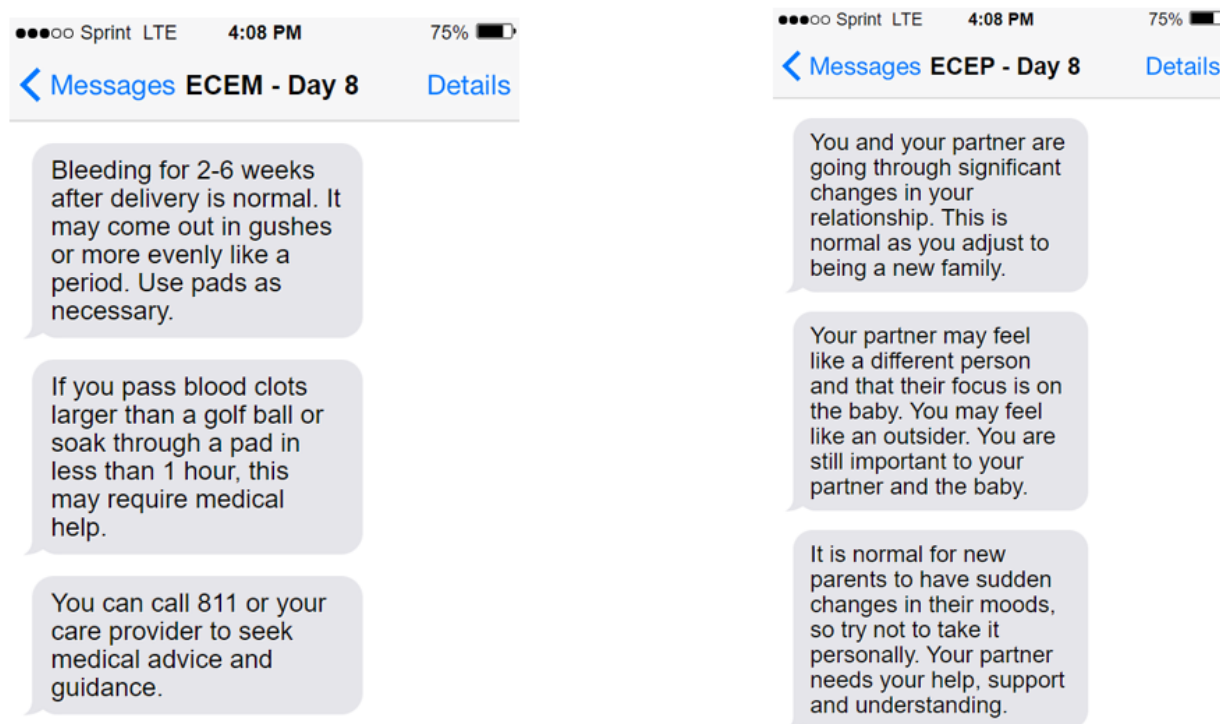 ●●●○○ Sprint LTE 4:08 PM 75%
Messages ECEM - Day 8 Details
Bleeding for 2-6 weeks
after delivery is normal. It
may come out in gushes
or more evenly like a
period. Use pads as
necessary.
If you pass blood clots
larger than a golf ball or
soak through a pad in
less than 1 hour, this
may require medical
help.
You can call 811 or your
care provider to seek
medical advice and
guidance.
●●●○○ Sprint LTE 4:08 PM 75%
Messages ECEP - Day 8 Details
You and your partner are
going through significant
changes in your
relationship. This is
normal as you adjust to
being a new family.
Your partner may feel
like a different person
and that their focus is on
the baby. You may feel
like an outsider. You are
still important to your
partner and the baby.
It is normal for new
parents to have sudden
changes in their moods,
so try not to take it
personally. Your partner
needs your help, support
and understanding.